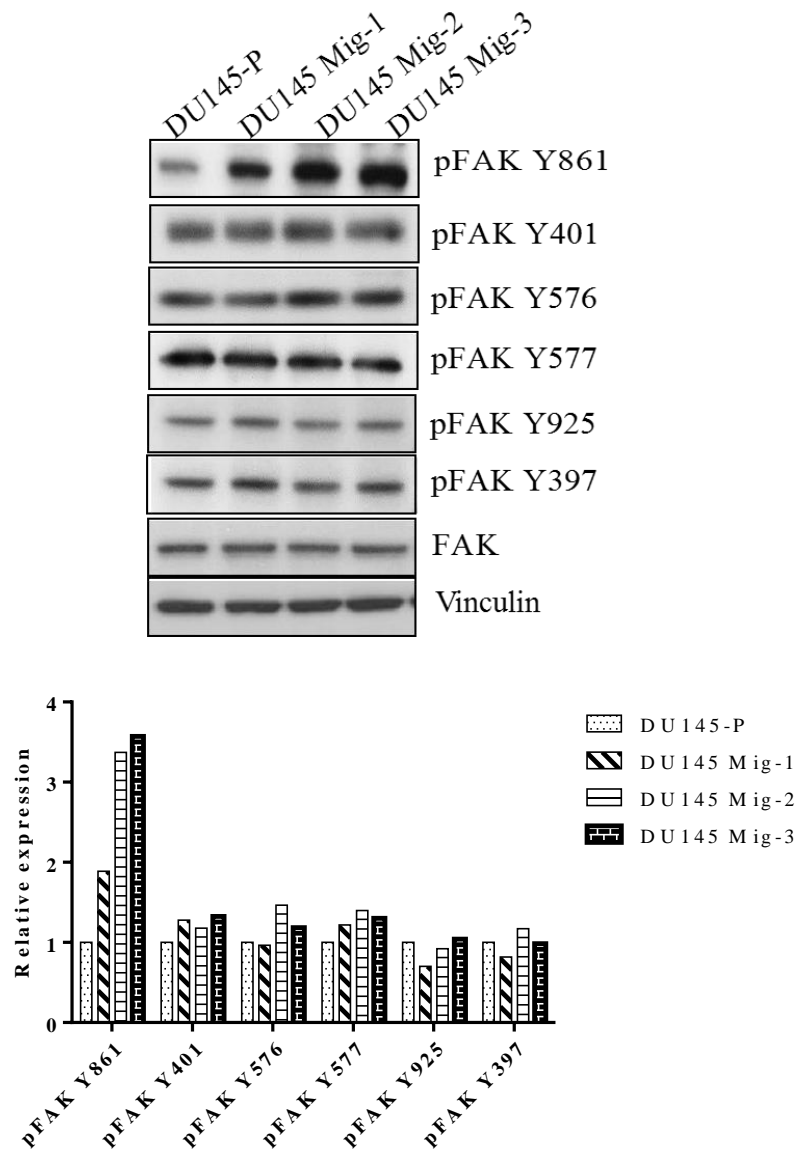 DU145-P
DU145 Mig-1
DU145 Mig-2
DU145 Mig-3
pFAK Y861
pFAK Y401
pFAK Y576
pFAK Y577
pFAK Y925
pFAK Y397
FAK
Vinculin
4
3
2
1
0
Relative expression
pFAK Y861
pFAK Y401
pFAK Y576
pFAK Y577
pFAK Y925
pFAK Y397
DU145-P
DU145 Mig-1
DU145 Mig-2
DU145 Mig-3